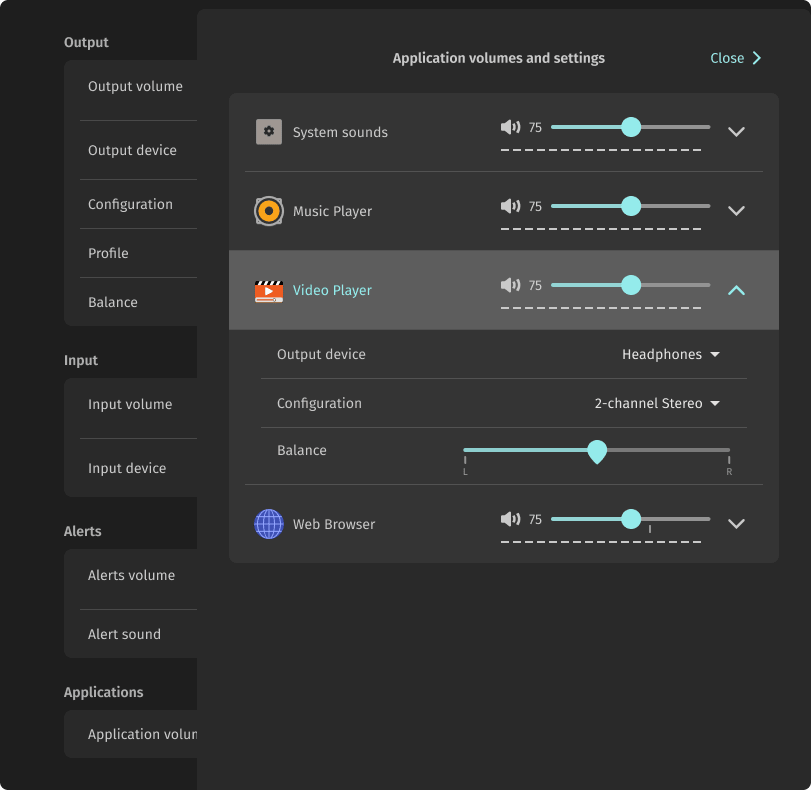 Output
Output volume
Output device
Configuration
Profile
Balance
Input
Input volume
Input device
Alerts
Alerts volume
Alert sound
Applications
Application volun
Application volumes and settings
Close
System sounds
75
Music Player
75
Video Player
75
Output device
Headphones
Configuration
2-channel Stereo
Balance
L
R
Web Browser
75